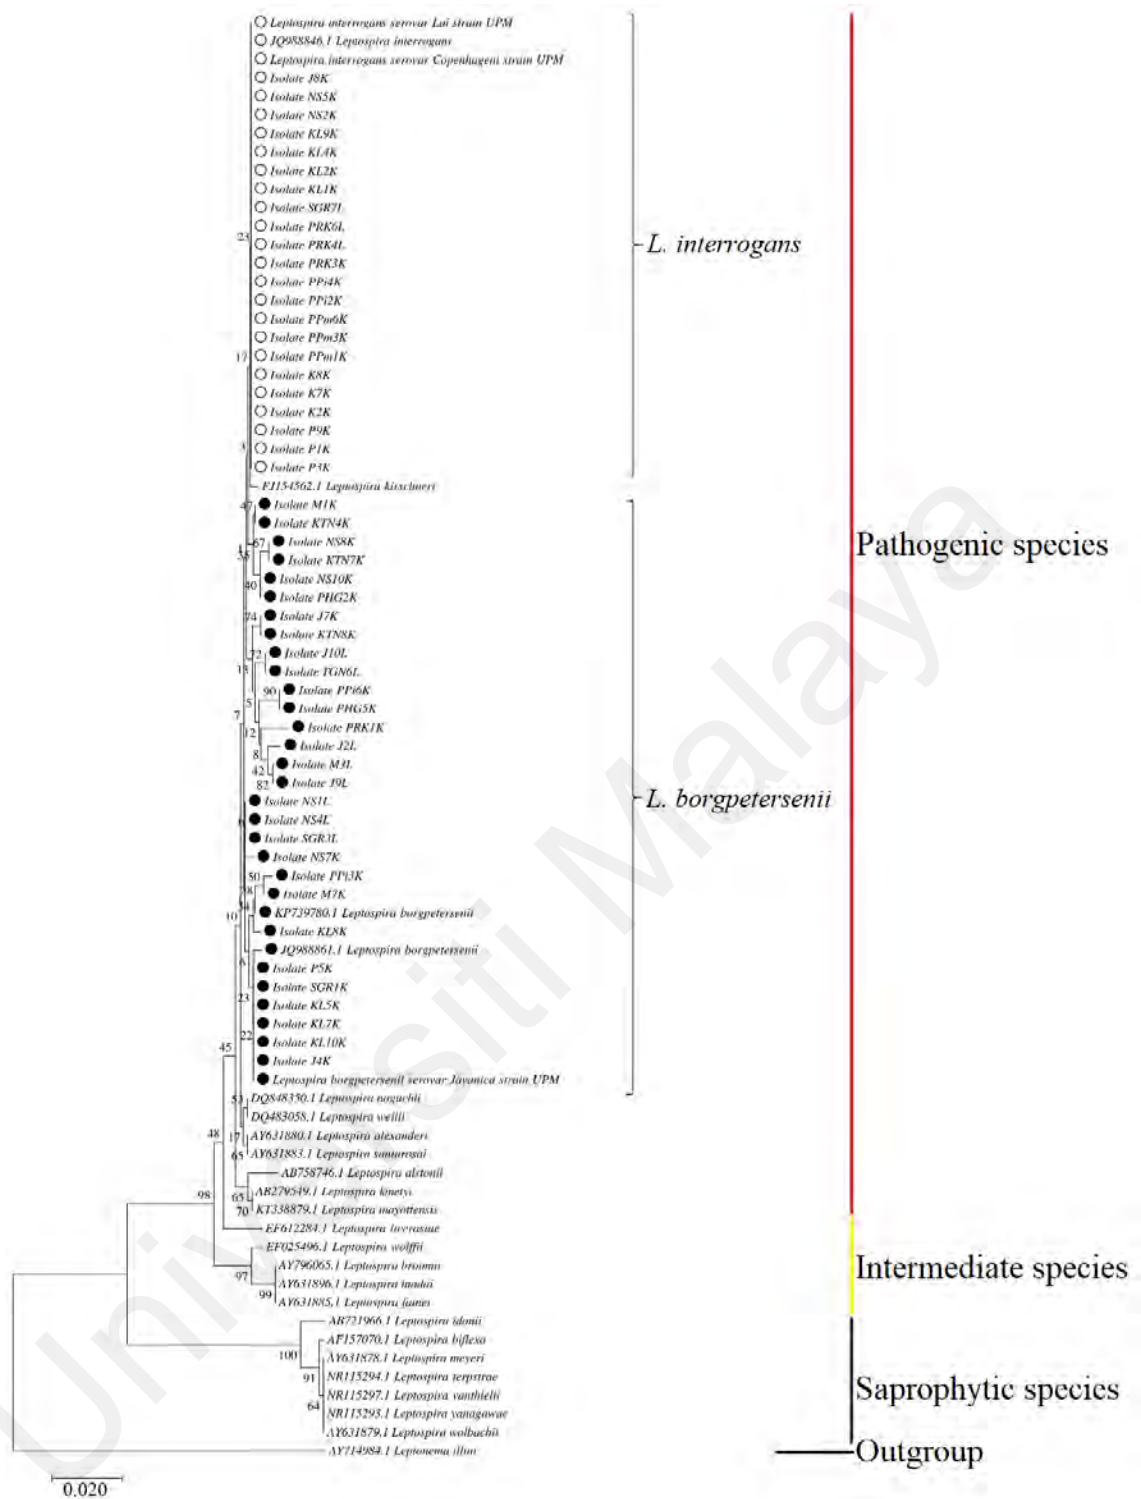 Leptospira interrogans serovar Lai strain UPM
JQ988846.1 Leptospira interrogans
Leptospira interrogans serovar Copenhageni strain UPM
Isolate J8K
Isolate NS5K
Isolate NS2K
Isolate KL9K
Isolate KL4K
Isolate KL2K
Isolate KL1K
Isolate SGR7L
23
Isolate PRK6L
Isolate PRK4L
L. interrogans
Isolate PRK3K
Isolate PPi4K
Isolate PPi2K
Isolate PPm6K
Isolate PPm3K
17
Isolate PPm1K
Isolate K8K
Isolate K7K
Isolate K2K
Isolate P9K
3
Isolate P1K
Isolate P3K
FJ154562.1 Leptospira kirschneri
47
Isolate M1K
Isolate KTN4K
67
Isolate NS8K
Pathogenic species
Isolate KTN7K
40
Isolate NS10K
Isolate PHG2K
74
Isolate J7K
Isolate KTN8K
72
Isolate J10L
13
Isolate TGN6L
90
Isolate PPi6K
5
Isolate PHG5K
7
12
Isolate PRK1K
8
Isolate J2L
42
Isolate M3L
82
Isolate J9L
Isolate NS1L
L. borgpetersenii
Isolate NS4L
Isolate SGR3L
Isolate NS7K
50
Isolate PPi3K
Isolate M7K
10
KP739780.1 Leptospira borgpetersenii
Isolate KL8K
JQ988861.1 Leptospira borgpetersenii
6
Isolate P5K
Isolate SGR1K
23
Isolate KL5K
Isolate KL7K
22
Isolate KL10K
45
Isolate J4K
Leptospira borgpetersenii serovar Javanica strain UPM
53
DQ848350.1 Leptospira noguchii
DQ483058.1 Leptospira weilii
48
17
AY631880.1 Leptospira alexanderi
65
AY631883.1 Leptospira santarosai
AB758746.1 Leptospira alstonii
98
65
AB279549.1 Leptospira kmetyi
70
KT338879.1 Leptospira mayottensis
EF612284.1 Leptospira
EF025496.1 Leptospira wolffii
97
AY796065.1 Leptospira broomii
Intermediate species
99
AY631896.1 Leptospira inadai
AY631885.1 Leptospira fainei
AB721966.1 Leptospira idonii
AF157070.1 Leptospira biflexa
100
AY631878.1 Leptospira meyeri
91
NR115294.1 Leptospira terpstrae
Saprophytic species
64
NR115297.1 Leptospira vanthielii
NR115293.1 Leptospira yanagawae
AY631879.1 Leptospira wolbachii
AY714984.1 Leptonema illini
Outgroup
0.020
Universiti Malaya